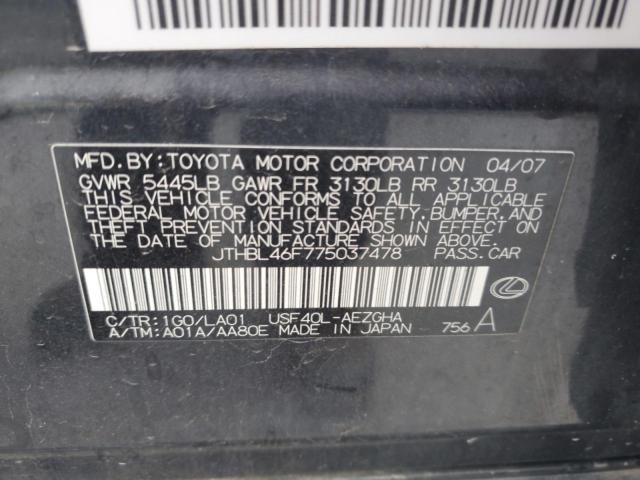 MFD. BY: TOYOTA MOTOR CORPORATION 04/07
GVWR 5445LB GAWR FR 3130LB RR 3130LB
THIS VEHICLE CONFORMS TO ALL APPLICABLE
FEDERAL MOTOR VEHICLE SAFETY, BUMPER, AND
THEFT PREVENTION STANDARDS IN EFFECT ON
THE DATE OF MANUFACTURE SHOWN ABOVE.
JTHBL46F775037478 PASS. CAR
C/TR: 1G0/LA01 USF40L-AEZGHA
A/TM: A01A/AA80E MADE IN JAPAN 756 A